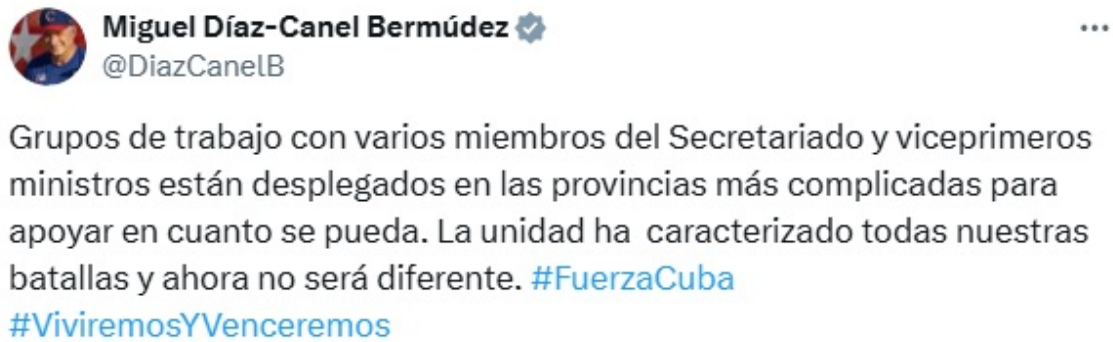 Miguel Díaz-Canel Bermúdez
@DiazCanelB
Grupos de trabajo con varios miembros del Secretariado y viceprimeros
ministros están desplegados en las provincias más complicadas para
apoyar en cuanto se pueda. La unidad ha  caracterizado todas nuestras
batallas y ahora no será diferente. #FuerzaCuba
#ViviremosYVenceremos